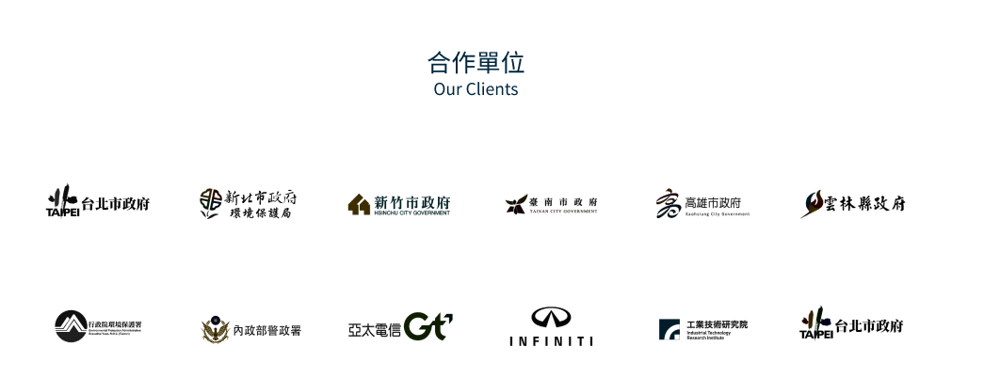 合作單位
Our Clients
TAIPEI 台北市政府
新北市政府
環境保護局
新竹市政府
HSINCHU CITY GOVERNMENT
臺南市政府
TAINAN CITY GOVERNMENT
高雄市政府
Kaohsiung City Government
雲林縣政府
行政院環境保護署
Environmental Protection Administration
Executive Yuan, R.O.C. (Taiwan)
內政部警政署
亞太電信 Gt
INFINITI
工業技術研究院
Industrial Technology
Research Institute
TAIPEI 台北市政府